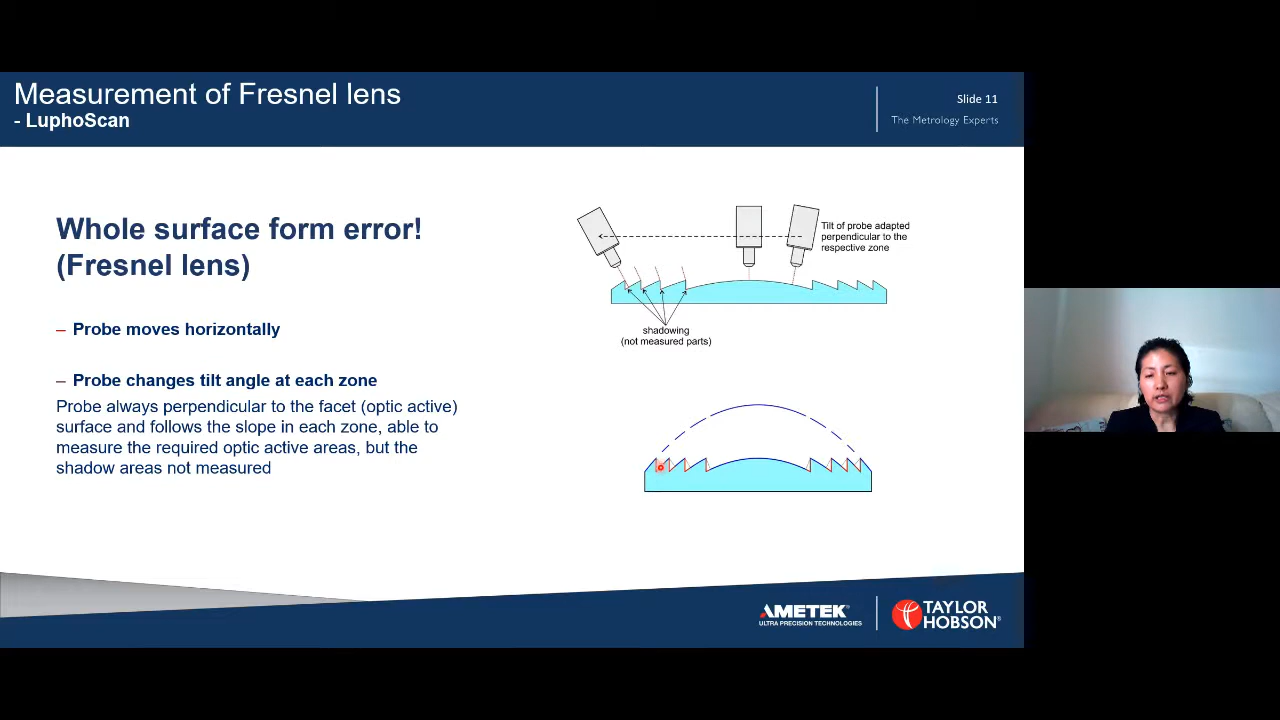 Measurement of Fresnel lens
- LuphoScan
Slide 11
The Metrology Experts
Whole surface form error!
(Fresnel lens)
– Probe moves horizontally
– Probe changes tilt angle at each zone
Probe always perpendicular to the facet (optic active)
surface and follows the slope in each zone, able to
measure the required optic active areas, but the
shadow areas not measured
Tilt of probe adapted
perpendicular to the
respective zone
shadowing
(not measured parts)
AMETEK®
ULTRA PRECISION TECHNOLOGIES
TAYLOR
HOBSON®